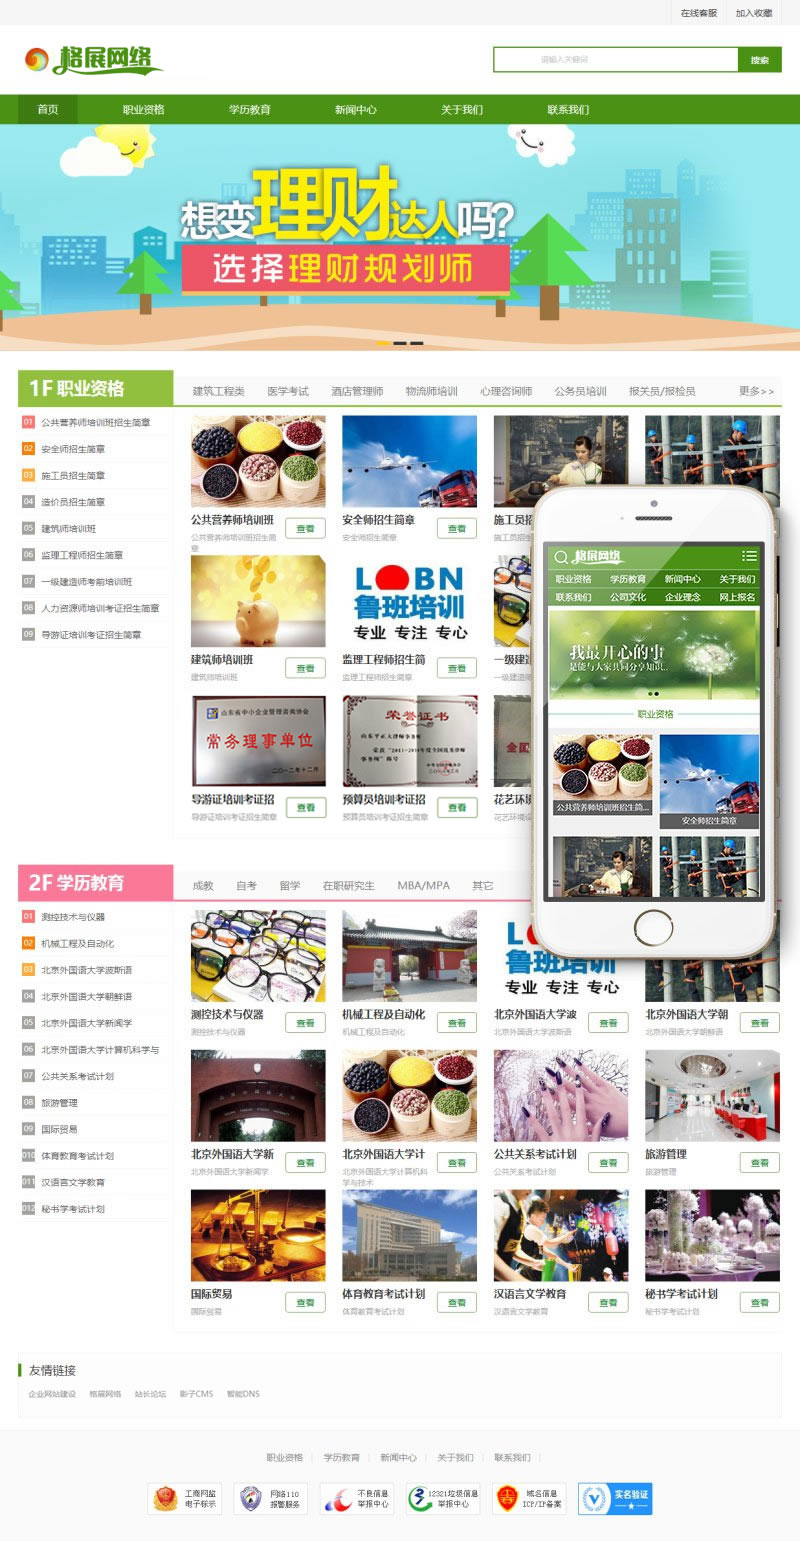 在线客服
加入收藏
格展网络
请输入关键词
搜索
首页
职业资格
学历教育
新闻中心
关于我们
联系我们
想变理财达人吗?
选择理财规划师
1F 职业资格
建筑工程类
医学考试
酒店管理师
物流师培训
心理咨询师
公务员培训
报关员/报检员
更多>>
01 公共营养师培训班招生简章
02 安全师招生简章
03 施工员招生简章
04 造价员招生简章
05 建筑师培训班
06 监理工程师招生简章
07 一级建造师考前培训班
08 人力资源师培训考证招生简章
09 导游证培训考证招生简章
公共营养师培训班
查看
公共营养师培训班招生简章
安全师招生简章
查看
安全师招生简章
施工员招
施工员招生
建筑师培训班
查看
建筑师培训班
LOBN
鲁班培训
专业 专注 专心
监理工程师招生简
查看
监理工程师招生简章
一级建
一级建造师
山东省中小企业管理咨询协会
常务理事单位
二〇一二年十二月
导游证培训考证招
查看
导游证培训考证招生简章
荣誉证书
预算员培训考证招
查看
预算员培训考证招生简章
花艺环境
花艺环境设
格展网络
职业资格
学历教育
新闻中心
关于我们
联系我们
公司文化
企业理念
网上报名
我最开心的事
是能与大家共同分享知识..
职业资格
公共营养师培训班招生简...
安全师招生简章
2F 学历教育
成教
自考
留学
在职研究生
MBA/MPA
其它
01 测控技术与仪器
02 机械工程及自动化
03 北京外国语大学波斯语
04 北京外国语大学朝鲜语
05 北京外国语大学新闻学
06 北京外国语大学计算机科学与
07 公共关系考试计划
08 旅游管理
09 国际贸易
010 体育教育考试计划
011 汉语言文学教育
012 秘书学考试计划
测控技术与仪器
查看
测控技术与仪器
机械工程及自动化
查看
机械工程及自动化
鲁班培训
专业 专注 专心
北京外国语大学波
查看
北京外国语大学波斯语
北京外国语大学朝
查看
北京外国语大学朝鲜语
北京外国语大学新
查看
北京外国语大学新闻学
北京外国语大学计
查看
北京外国语大学计算机科学与技术
公共关系考试计划
查看
公共关系考试计划
旅游管理
查看
旅游管理
国际贸易
查看
国际贸易
体育教育考试计划
查看
体育教育考试计划
汉语言文学教育
查看
汉语言文学教育
秘书学考试计划
查看
秘书学考试计划
友情链接
企业网站建设
格展网络
站长论坛
影子CMS
智能DNS
职业资格
学历教育
新闻中心
关于我们
联系我们
工商网监
电子标示
网络110
报警服务
不良信息
举报中心
12321垃圾信息
举报中心
域名信息
ICP/IP备案
实名验证